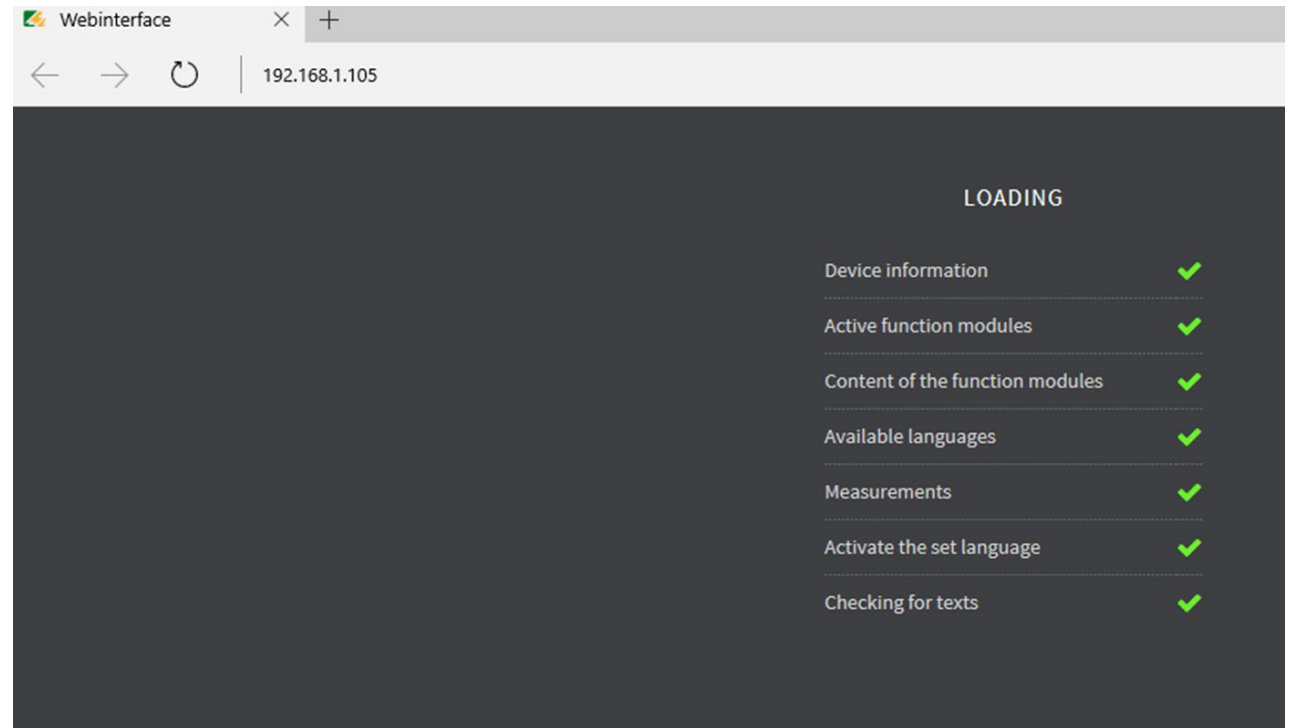 Webinterface
192.168.1.105
LOADING
Device information
Active function modules
Content of the function modules
Available languages
Measurements
Activate the set language
Checking for texts